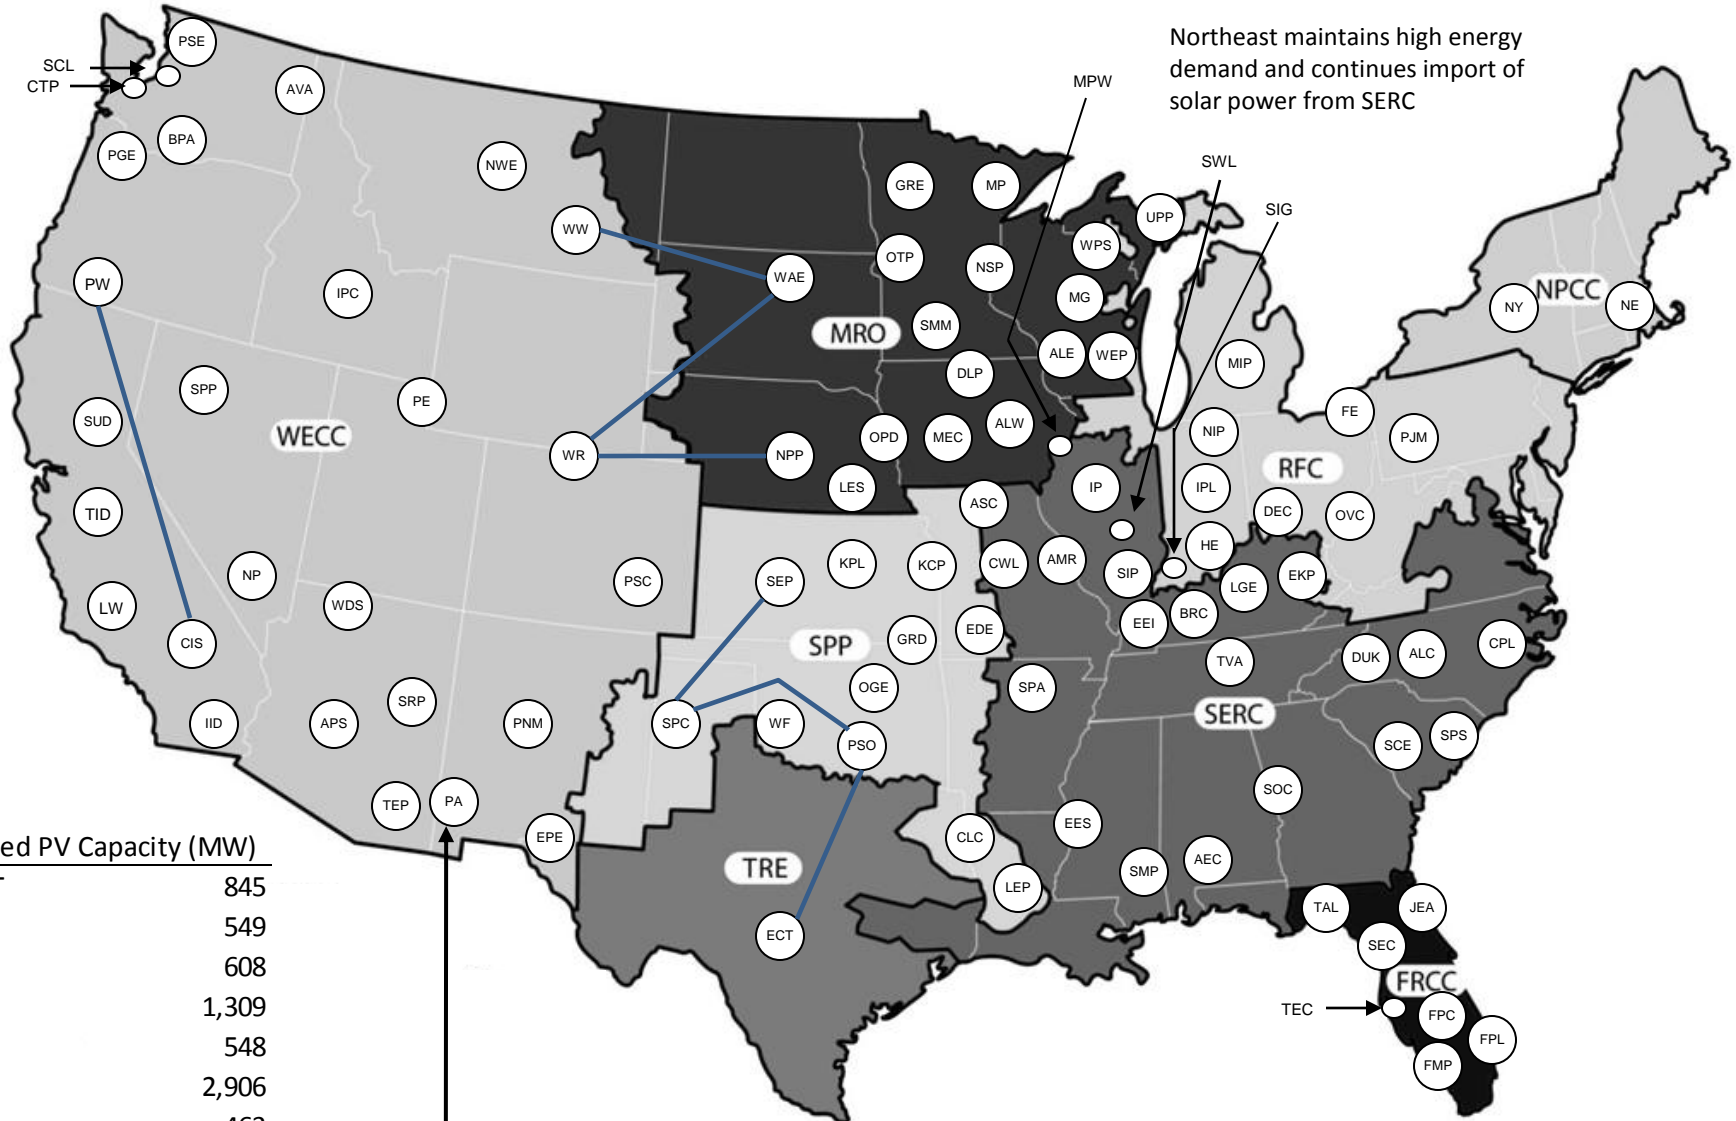 Northeast maintains high energy
demand and continues import of
solar power from SERC
PSE
SCL
CTP
AVA
MPW
BPA
PGE
NWE
SWL
GRE
MP
SIG
UPP
WW
WPS
OTP
NSP
WAE
PW
IPC
MG
NPCC
NY
NE
SMM
MRO
ALE
WEP
MIP
DLP
SPP
PE
FE
SUD
WECC
ALW
OPD
MEC
NIP
PJM
WR
NPP
RFC
LES
IP
IPL
ASC
TID
DEC
OVC
HE
KPL
KCP
CWL
AMR
SIP
NP
PSC
SEP
LGE
EKP
LW
WDS
BRC
EEI
CIS
SPP
GRD
EDE
TVA
DUK
ALC
CPL
OGE
SPA
SRP
IID
APS
PNM
SPC
WF
PSO
SERC
SCE
SPS
TEP
PA
SOC
EPE
CLC
EES
ed PV Capacity (MW)
TRE
SMP
AEC
845
LEP
TAL
JEA
549
ECT
SEC
608
FRCC
1,309
TEC
FPC
548
FPL
2,906
FMP